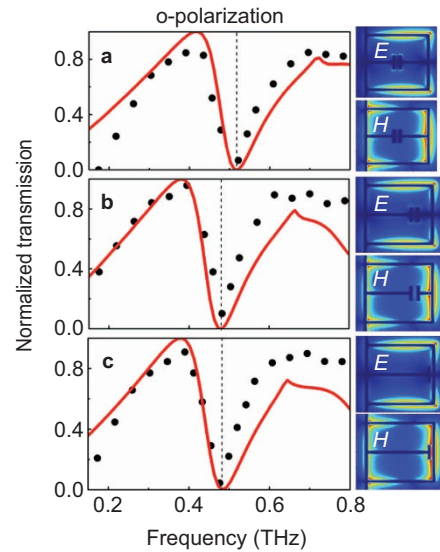 o-polarization
a
0.8
0.4
0.0
E
H
b
0.8
0.4
0.0
E
H
c
0.8
0.4
0.0
E
H
0.2 0.4 0.6 0.8
Normalized transmission
Frequency (THz)